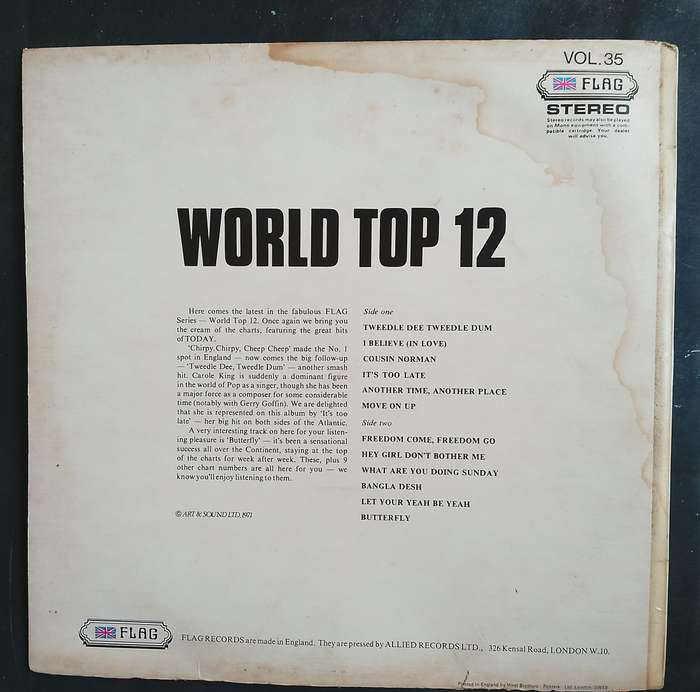 VOL.35
FLAG
STEREO
Stereo records may also be played
on Mono equipment with a com-
patible cartridge. Your dealer
will advise you.
WORLD TOP 12
Here comes the latest in the fabulous FLAG
Series — World Top 12. Once again we bring you
the cream of the charts, featuring the great hits
of TODAY.
'Chirpy, Chirpy, Cheep Cheep' made the No. 1
spot in England — now comes the big follow-up
— 'Tweedle Dee, Tweedle Dum' — another smash
hit. Carole King is suddenly a dominant figure
in the world of Pop as a singer, though she has been
a major force as a composer for some considerable
time (notably with Gerry Goffin). We are delighted
that she is represented on this album by 'It's too
late' — her big hit on both sides of the Atlantic.
A very interesting track on here for your listen-
ing pleasure is 'Butterfly' — it's been a sensational
success all over the Continent, staying at the top
of the charts for week after week. These, plus 9
other chart numbers are all here for you — we
know you'll enjoy listening to them.
© ART & SOUND LTD. 1971
Side one
TWEEDLE DEE TWEEDLE DUM
I BELIEVE (IN LOVE)
COUSIN NORMAN
IT'S TOO LATE
ANOTHER TIME, ANOTHER PLACE
MOVE ON UP
Side two
FREEDOM COME, FREEDOM GO
HEY GIRL DON'T BOTHER ME
WHAT ARE YOU DOING SUNDAY
BANGLA DESH
LET YOUR YEAH BE YEAH
BUTTERFLY
FLAG
FLAG RECORDS are made in England. They are pressed by ALLIED RECORDS LTD., 326 Kensal Road, LONDON W.10.
Printed in England by